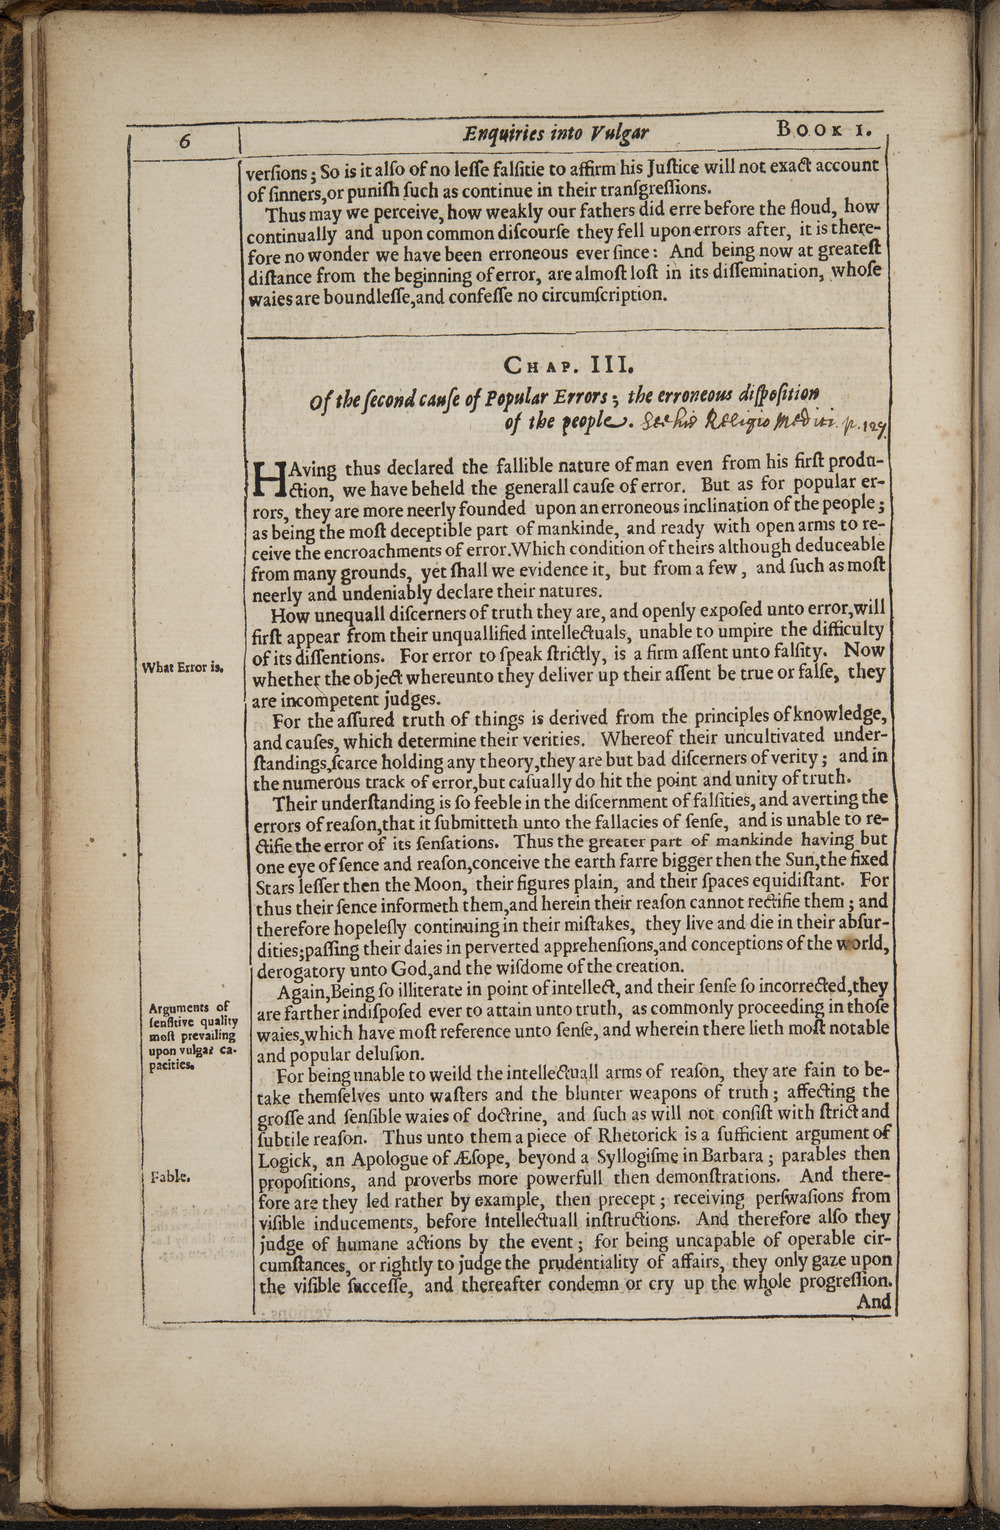 6
Enquiries into Vulgar
BOOK 1.
verſions; So is it alſo of no leſſe falſitie to affirm his Juſtice will not exact account
of ſinners,or puniſh ſuch as continue in their tranſgreſſions.
Thus may we perceive, how weakly our fathers did erre before the floud, how
continually and upon common diſcourſe they fell upon errors after, it is there-
fore no wonder we have been erroneous ever ſince: And being now at greateſt
diſtance from the beginning of error, are almoſt loſt in its diſſemination, whoſe
waies are boundleſſe,and confeſſe no circumſcription.
CHAP. III.
Of the ſecond cauſe of Popular Errors; the erroneous diſpoſition
of the people. See his Religio Medici. p. 129.
HAving thus declared the fallible nature of man even from his firſt produ-
ction, we have beheld the generall cauſe of error. But as for popular er-
rors, they are more neerly founded upon an erroneous inclination of the people;
as being the moſt deceptible part of mankinde, and ready with open arms to re-
ceive the encroachments of error.Which condition of theirs although deduceable
from many grounds, yet ſhall we evidence it, but from a few, and ſuch as moſt
neerly and undeniably declare their natures.
How unequall diſcerners of truth they are, and openly expoſed unto error,will
firſt appear from their unquallified intellectuals, unable to umpire the difficulty
of its diſſentions. For error to ſpeak ſtrictly, is a firm aſſent unto falſity. Now
What Error is.
whether the object whereunto they deliver up their aſſent be true or falſe, they
are incompetent judges.
For the aſſured truth of things is derived from the principles of knowledge,
and cauſes, which determine their verities. Whereof their uncultivated under-
ſtandings,ſcarce holding any theory,they are but bad diſcerners of verity; and in
the numerous track of error,but caſually do hit the point and unity of truth.
Their underſtanding is ſo feeble in the diſcernment of falſities, and averting the
errors of reaſon,that it ſubmitteth unto the fallacies of ſenſe, and is unable to re-
ctifie the error of its ſenſations. Thus the greater part of mankinde having but
one eye of ſence and reaſon,conceive the earth farre bigger then the Sun,the fixed
Stars leſſer then the Moon, their figures plain, and their ſpaces equidiſtant. For
thus their ſence informeth them,and herein their reaſon cannot rectifie them; and
therefore hopeleſly continuing in their miſtakes, they live and die in their abſur-
dities;paſſing their daies in perverted apprehenſions,and conceptions of the world,
derogatory unto God,and the wiſdome of the creation.
Again,Being ſo illiterate in point of intellect, and their ſenſe ſo incorrected,they
are farther indiſpoſed ever to attain unto truth, as commonly proceeding in thoſe
waies,which have moſt reference unto ſenſe, and wherein there lieth moſt notable
and popular deluſion.
Arguments of
ſenſitive quality
moſt prevailing
upon vulgar ca-
pacities.
For being unable to weild the intellectuall arms of reaſon, they are fain to be-
take themſelves unto waſters and the blunter weapons of truth; affecting the
groſſe and ſenſible waies of doctrine, and ſuch as will not conſiſt with ſtrict and
ſubtile reaſon. Thus unto them a piece of Rhetorick is a ſufficient argument of
Logick, an Apologue of Æſope, beyond a Syllogiſme in Barbara; parables then
Fable.
propoſitions, and proverbs more powerfull then demonſtrations. And there-
fore are they led rather by example, then precept; receiving perſwaſions from
viſible inducements, before intellectuall inſtructions. And therefore alſo they
judge of humane actions by the event; for being uncapable of operable cir-
cumſtances, or rightly to judge the prudentiality of affairs, they only gaze upon
the viſible ſucceſſe, and thereafter condemn or cry up the whole progreſſion.
And